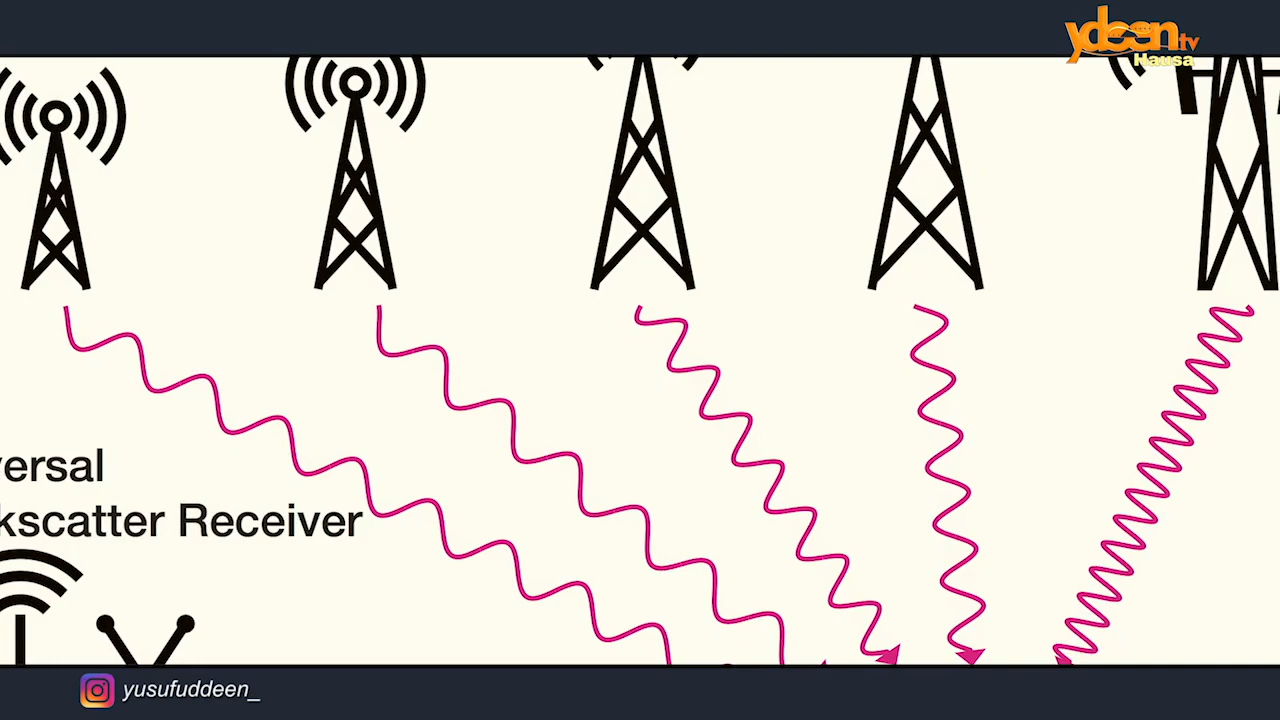 ydeen tv
Hausa
versal
kscatter Receiver
yusufuddeen_